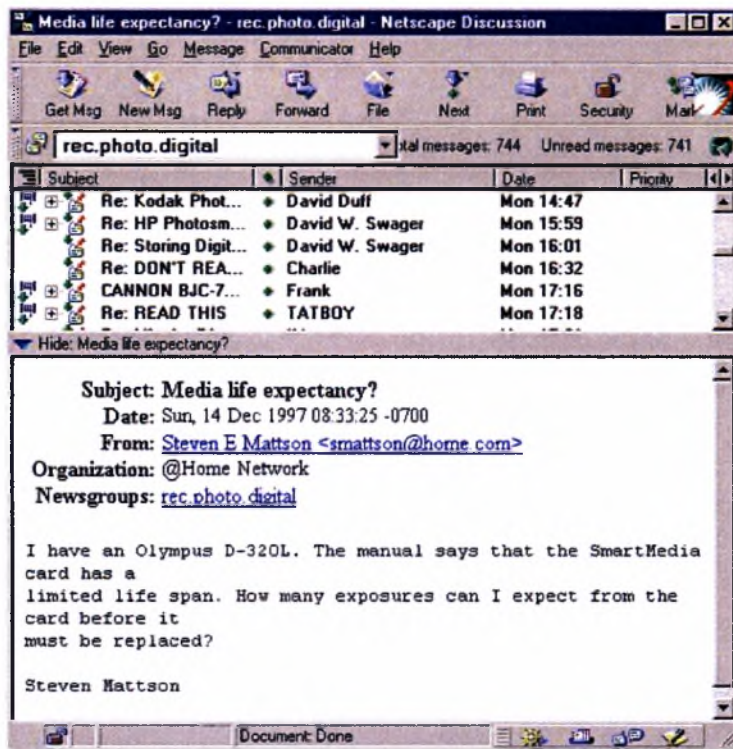 Media life expectancy? - rec.photo.digital - Netscape Discussion
File Edit View Go Message Communicator Help
Get Msg New Msg Reply Forward File Next Print Security Mark
rec.photo.digital tal messages: 744 Unread messages: 741
Subject Sender Date Priority
Re: Kodak Phot... David Duff Mon 14:47
Re: HP Photosm... David W. Swager Mon 15:59
Re: Storing Digit... David W. Swager Mon 16:01
Re: DON'T REA... Charlie Mon 16:32
CANNON BJC-7... Frank Mon 17:16
Re: READ THIS TATBOY Mon 17:18
Hide: Media life expectancy?
Subject: Media life expectancy?
Date: Sun, 14 Dec 1997 08:33:25 -0700
From: Steven E Mattson <smattson@home.com>
Organization: @Home Network
Newsgroups: rec.photo.digital
I have an Olympus D-320L. The manual says that the SmartMedia
card has a
limited life span. How many exposures can I expect from the
card before it
must be replaced?
Steven Mattson
Document: Done